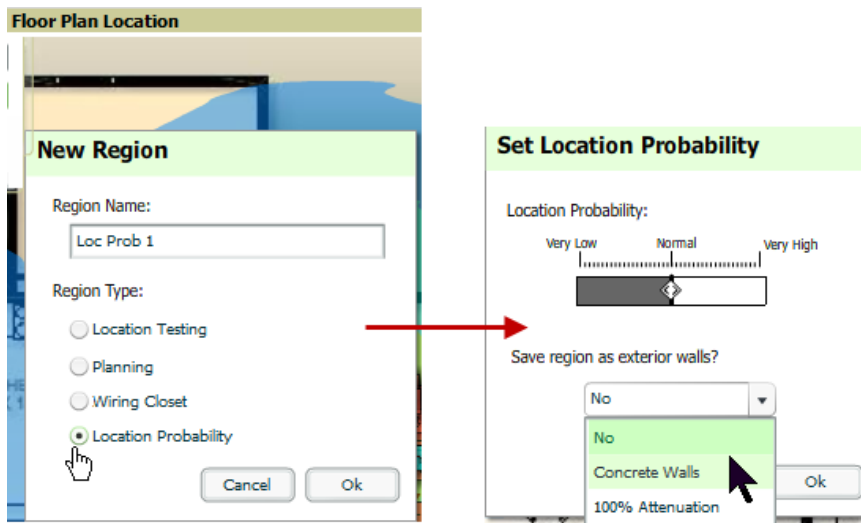 Floor Plan Location
New Region
Region Name:
Loc Prob 1
Region Type:
Location Testing
Planning
Wiring Closet
Location Probability
Cancel Ok
Set Location Probability
Location Probability:
Very Low Normal Very High
Save region as exterior walls?
No
No
Concrete Walls
Ok
100% Attenuation